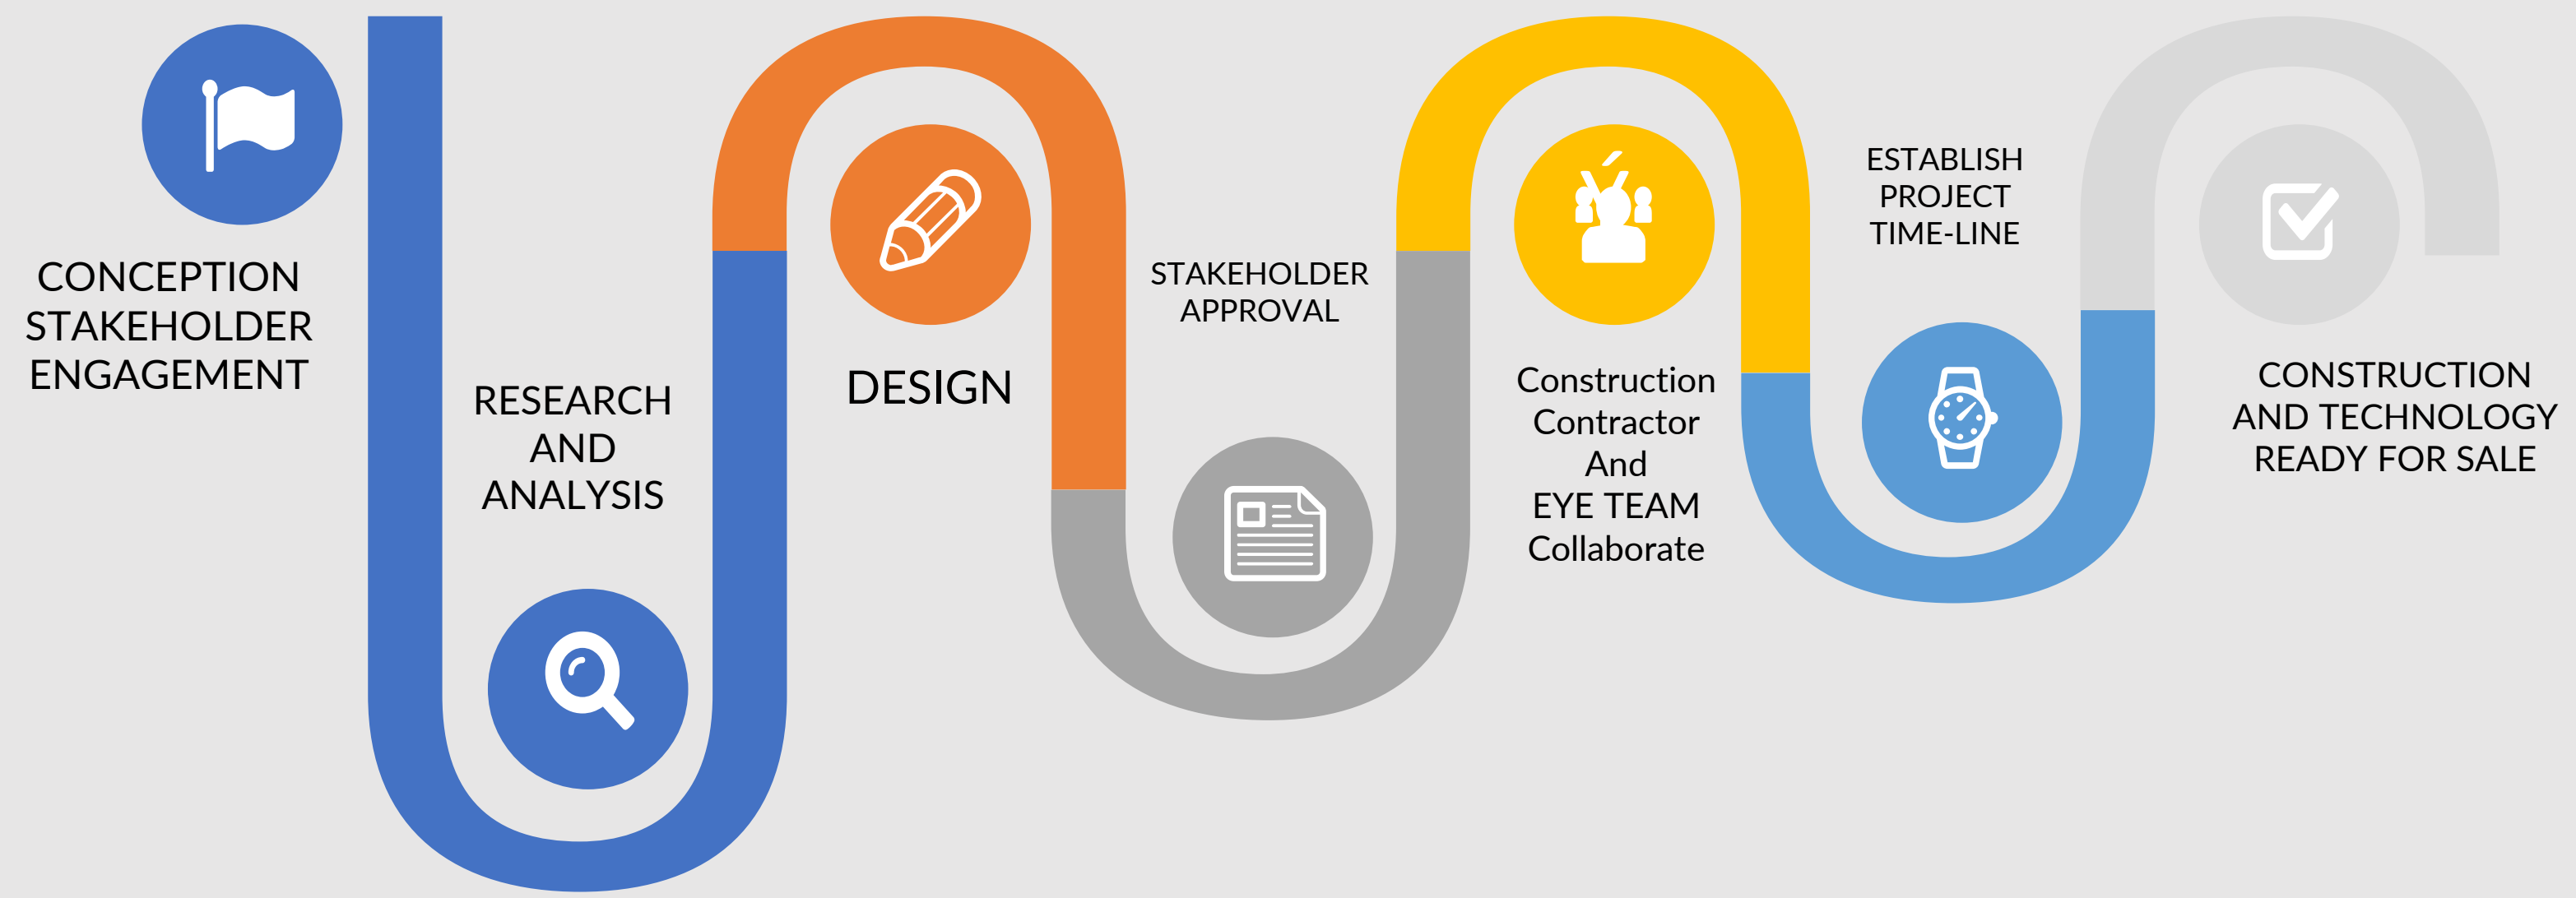 CONCEPTION
STAKEHOLDER
ENGAGEMENT
RESEARCH
AND
ANALYSIS
DESIGN
STAKEHOLDER
APPROVAL
Construction
Contractor
And
EYE TEAM
Collaborate
ESTABLISH
PROJECT
TIME-LINE
CONSTRUCTION
AND TECHNOLOGY
READY FOR SALE